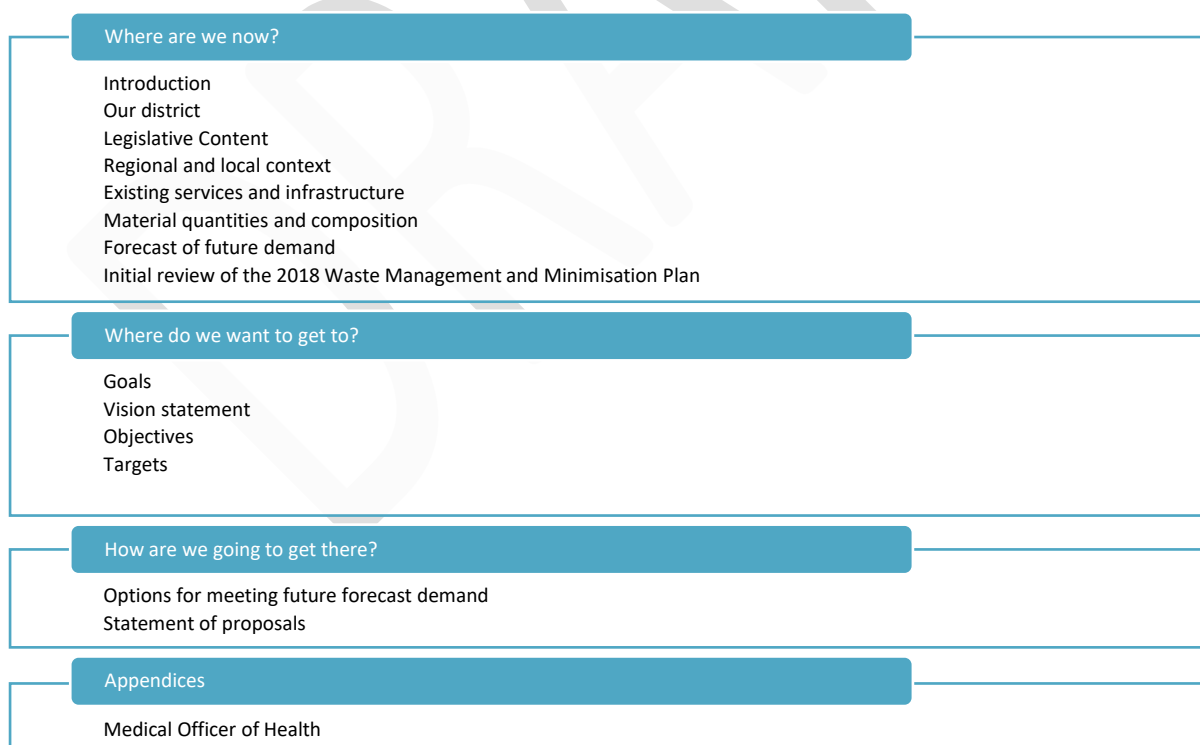 Where are we now?
Introduction
Our district
Legislative Content
Regional and local context
Existing services and infrastructure
Material quantities and composition
Forecast of future demand
Initial review of the 2018 Waste Management and Minimisation Plan
Where do we want to get to?
Goals
Vision statement
Objectives
Targets
How are we going to get there?
Options for meeting future forecast demand
Statement of proposals
Appendices
Medical Officer of Health